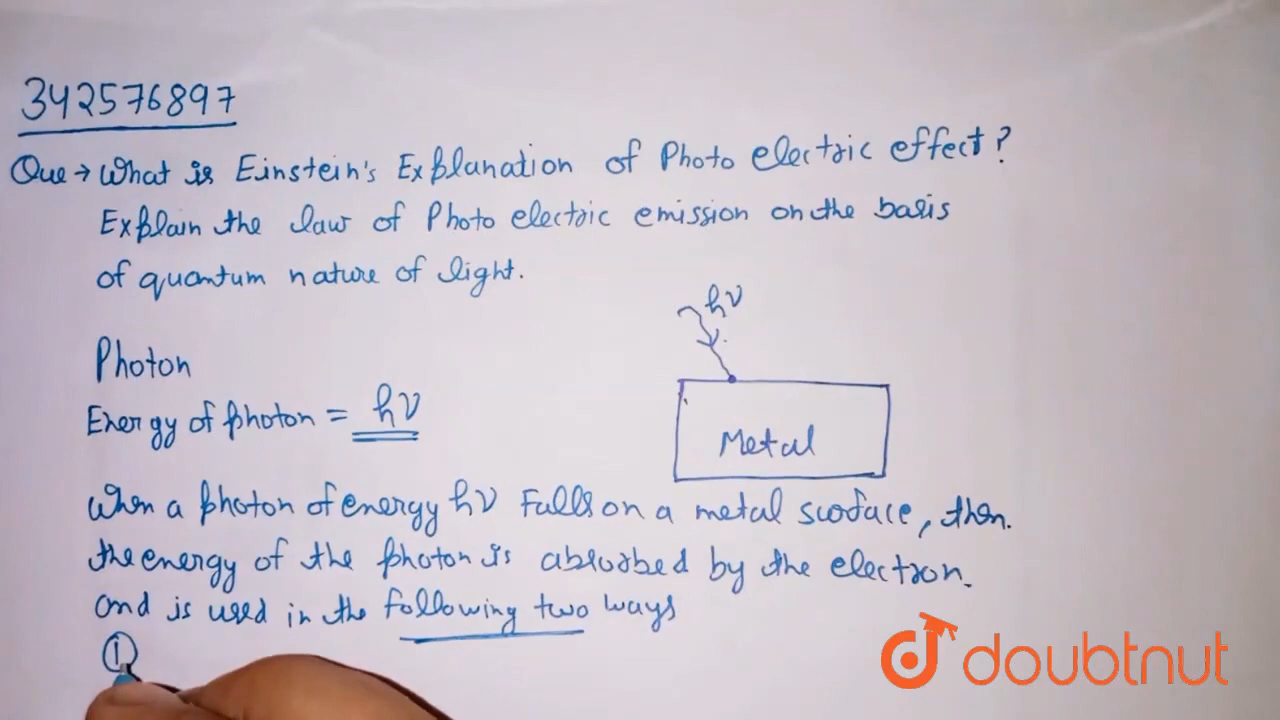 342576897
Que → What is Einstein's Explanation of Photo electric effect?
Explain the law of Photo electric emission on the basis
of quantum nature of light.
hν
Photon
Energy of photon = hν
Metal
When a photon of energy hν Falls on a metal surface, then.
the energy of the photon is absorbed by the electron.
and is used in the following two ways
(i)
doubtnut